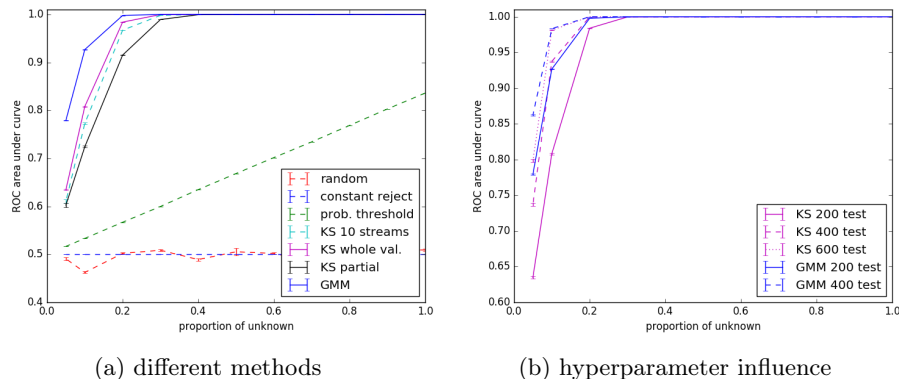 1.0
0.9
0.8
0.7
0.6
0.5
0.4
ROC area under curve
0.0
0.2
0.4
0.6
0.8
1.0
proportion of unknown
random
constant reject
prob. threshold
KS 10 streams
KS whole val.
KS partial
GMM
(a) different methods
1.00
0.95
0.90
0.85
0.80
0.75
0.70
0.65
0.60
ROC area under curve
0.0
0.2
0.4
0.6
0.8
1.0
proportion of unknown
KS 200 test
KS 400 test
KS 600 test
GMM 200 test
GMM 400 test
(b) hyperparameter influence